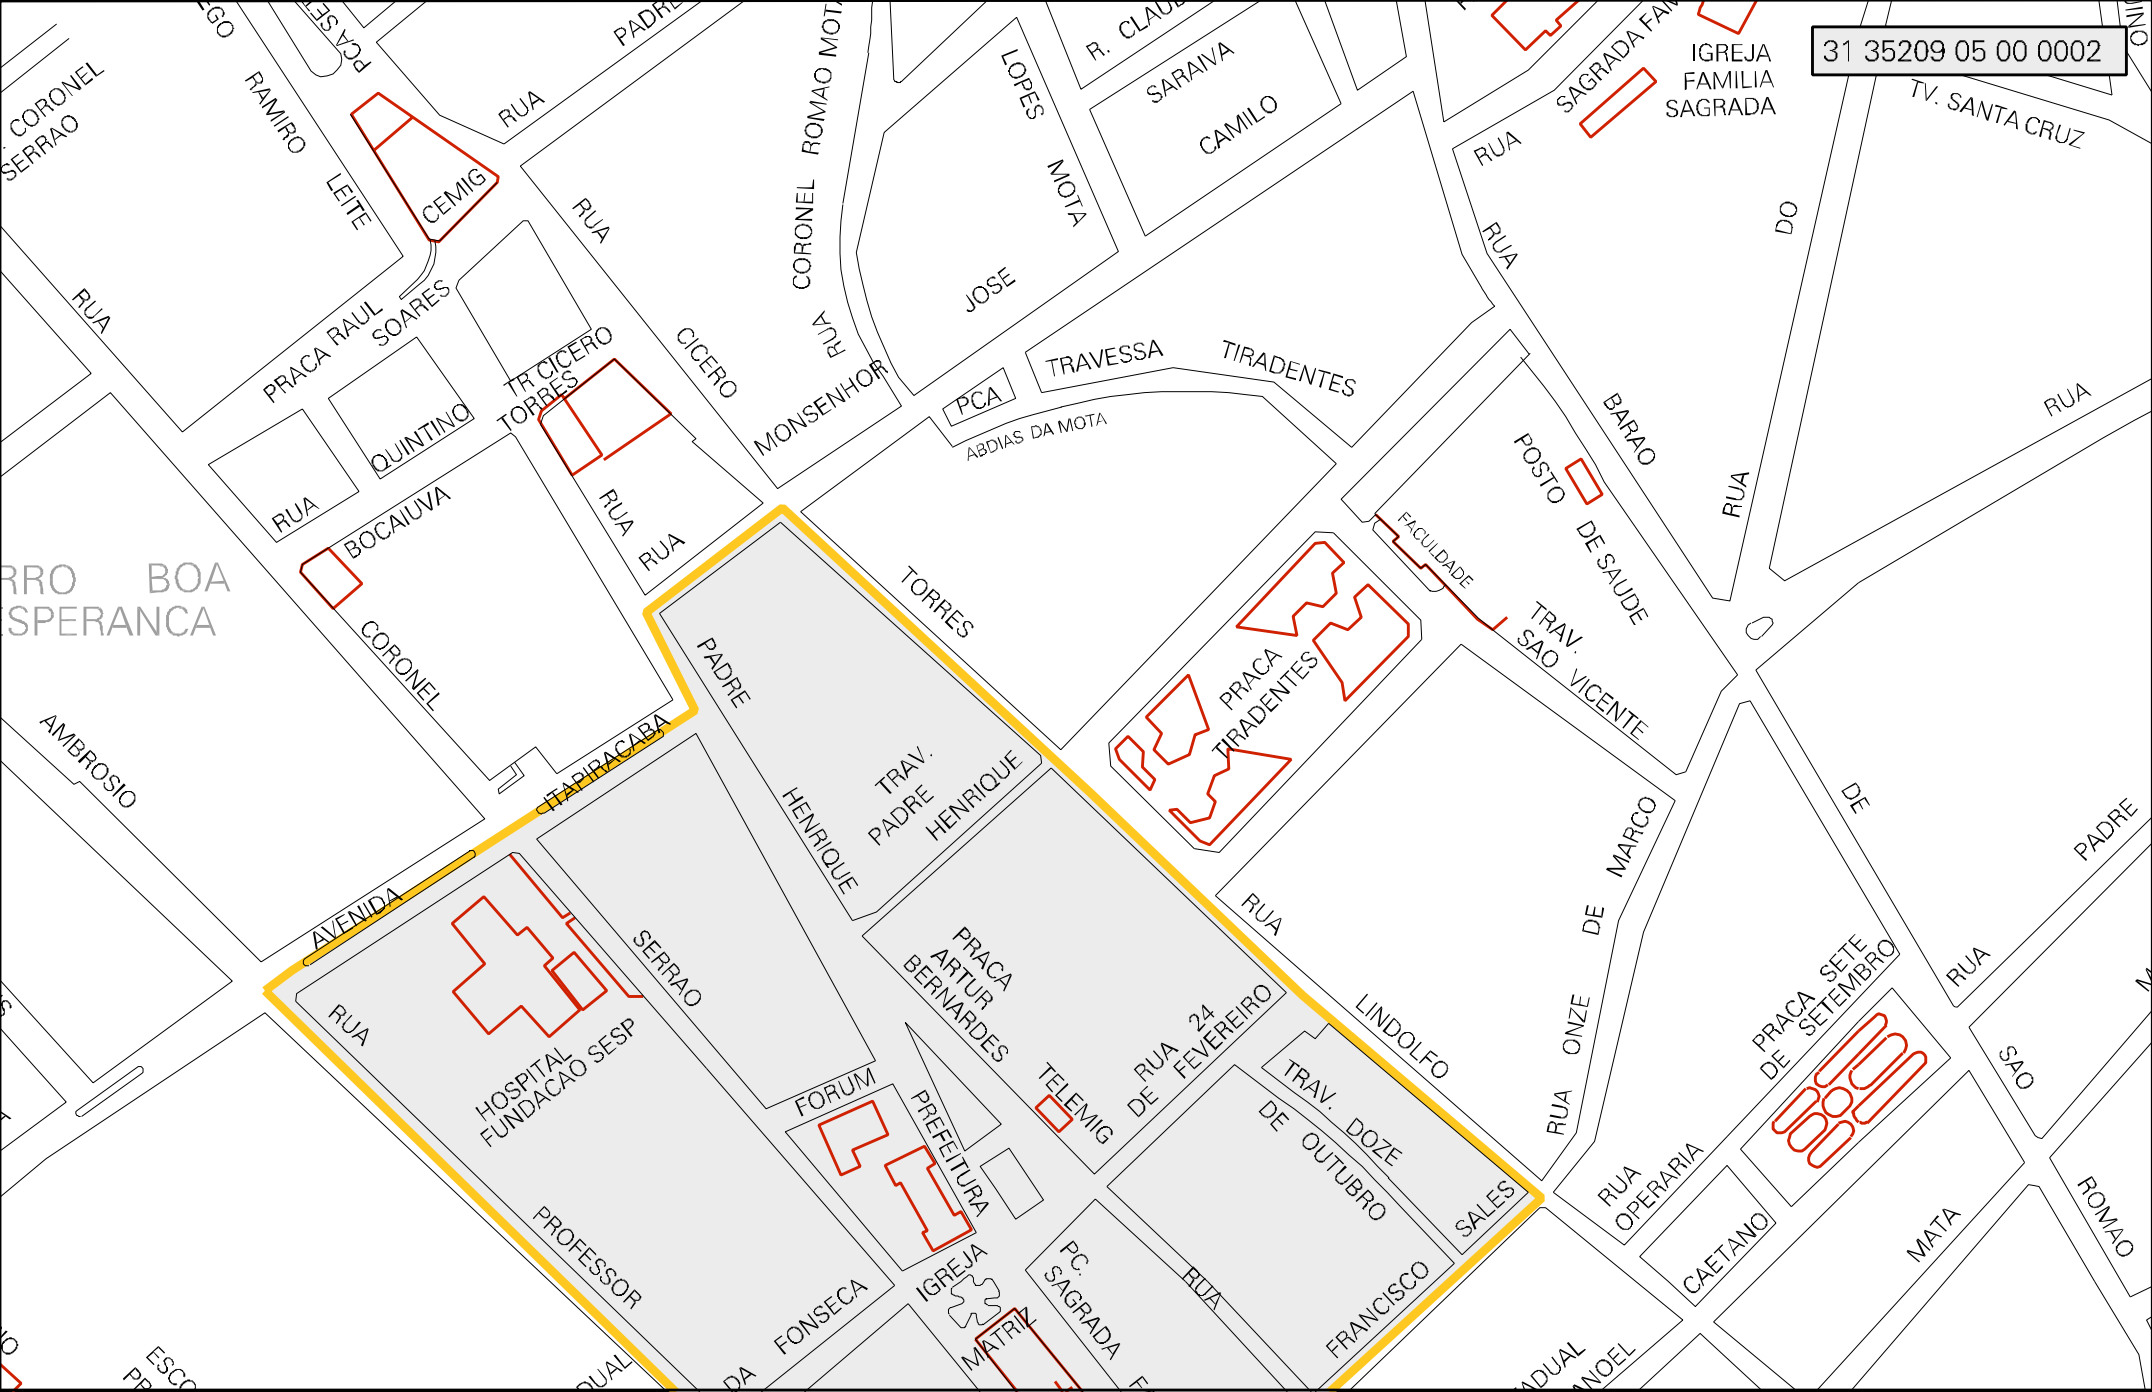 31 35209 05 00 0002
PCA
PADRE
RUA
CORONEL
SERRAO
RAMIRO
LEITE
CEMIG
RUA
RUA
CORONEL
ROMAO
MOTA
RUA
LOPES
MOTA
R.
SARAIVA
CAMILO
JOSE
RUA
SAGRADA
IGREJA
FAMILIA
SAGRADA
RUA
TV. SANTA CRUZ
DO
RUA
RUA
PRACA RAUL
SOARES
TR CICERO
TORRES
QUINTINO
RUA
BOCAIUVA
CICERO
MONSENHOR
RUA
RUA
PCA
ABDIAS DA MOTA
TRAVESSA
TIRADENTES
RUA
BARAO
POSTO
DE SAUDE
FACULDADE
TRAV.
SAO VICENTE
BOA
ESPERANCA
CORONEL
AMBROSIO
ITAPIRACABA
AVENIDA
PADRE
HENRIQUE
TRAV.
PADRE
HENRIQUE
TORRES
PRACA
TIRADENTES
RUA
LINDOLFO
MARCO
DE
ONZE
RUA
DE
PADRE
RUA
PRACA SETE
DE SETEMBRO
SAO
ROMAO
RUA
OPERARIA
CAETANO
MATA
RUA
SERRAO
HOSPITAL
FUNDACAO SESP
PRACA
ARTUR
BERNARDES
TELEMIG
RUA 24
DE FEVEREIRO
FORUM
PREFEITURA
TRAV. DOZE
DE OUTUBRO
SALES
FRANCISCO
PROFESSOR
FONSECA
DA
IGREJA
MATRIZ
PC.
SAGRADA
RUA